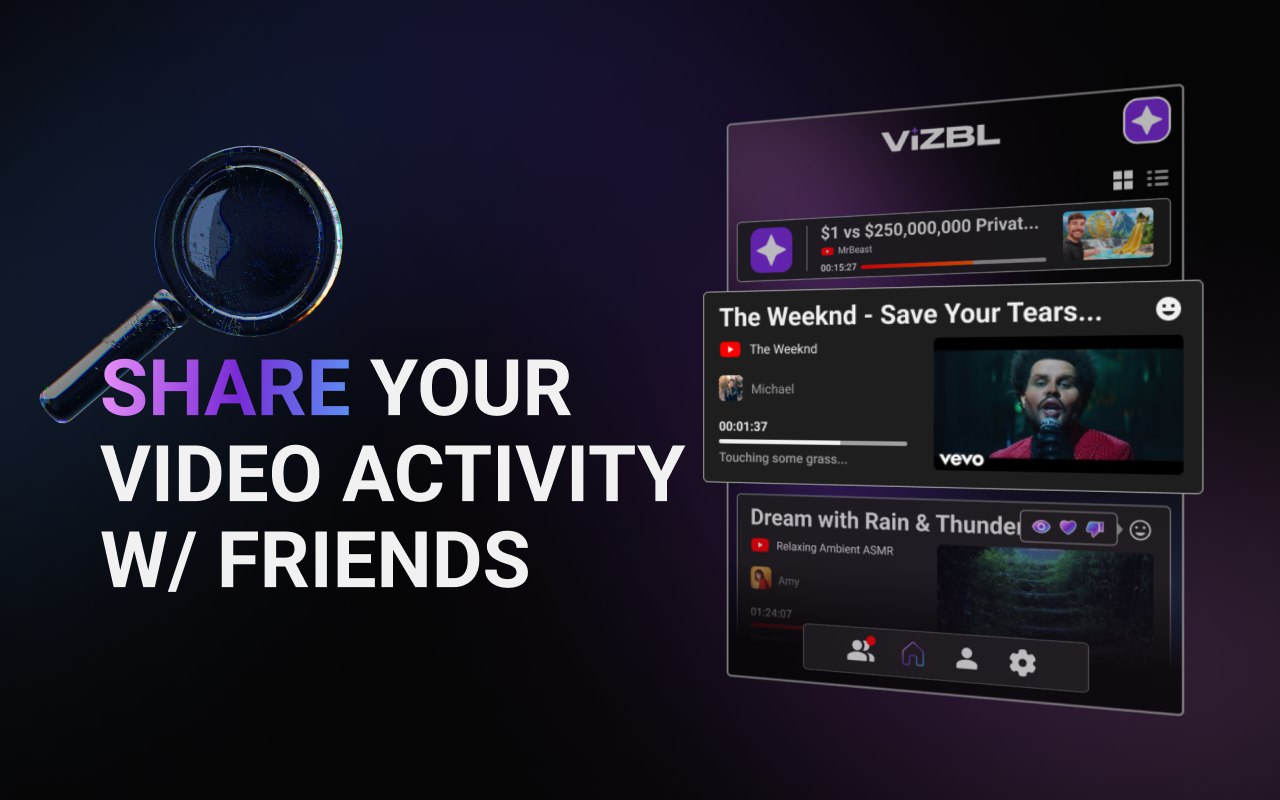 SHARE YOUR
VIDEO ACTIVITY
W/ FRIENDS
ViZBL
$1 vs $250,000,000 Privat...
MrBeast
00:15:27
The Weeknd - Save Your Tears...
The Weeknd
Michael
00:01:37
Touching some grass...
vevo
Dream with Rain & Thunder
Relaxing Ambient ASMR
Amy
01:24:07